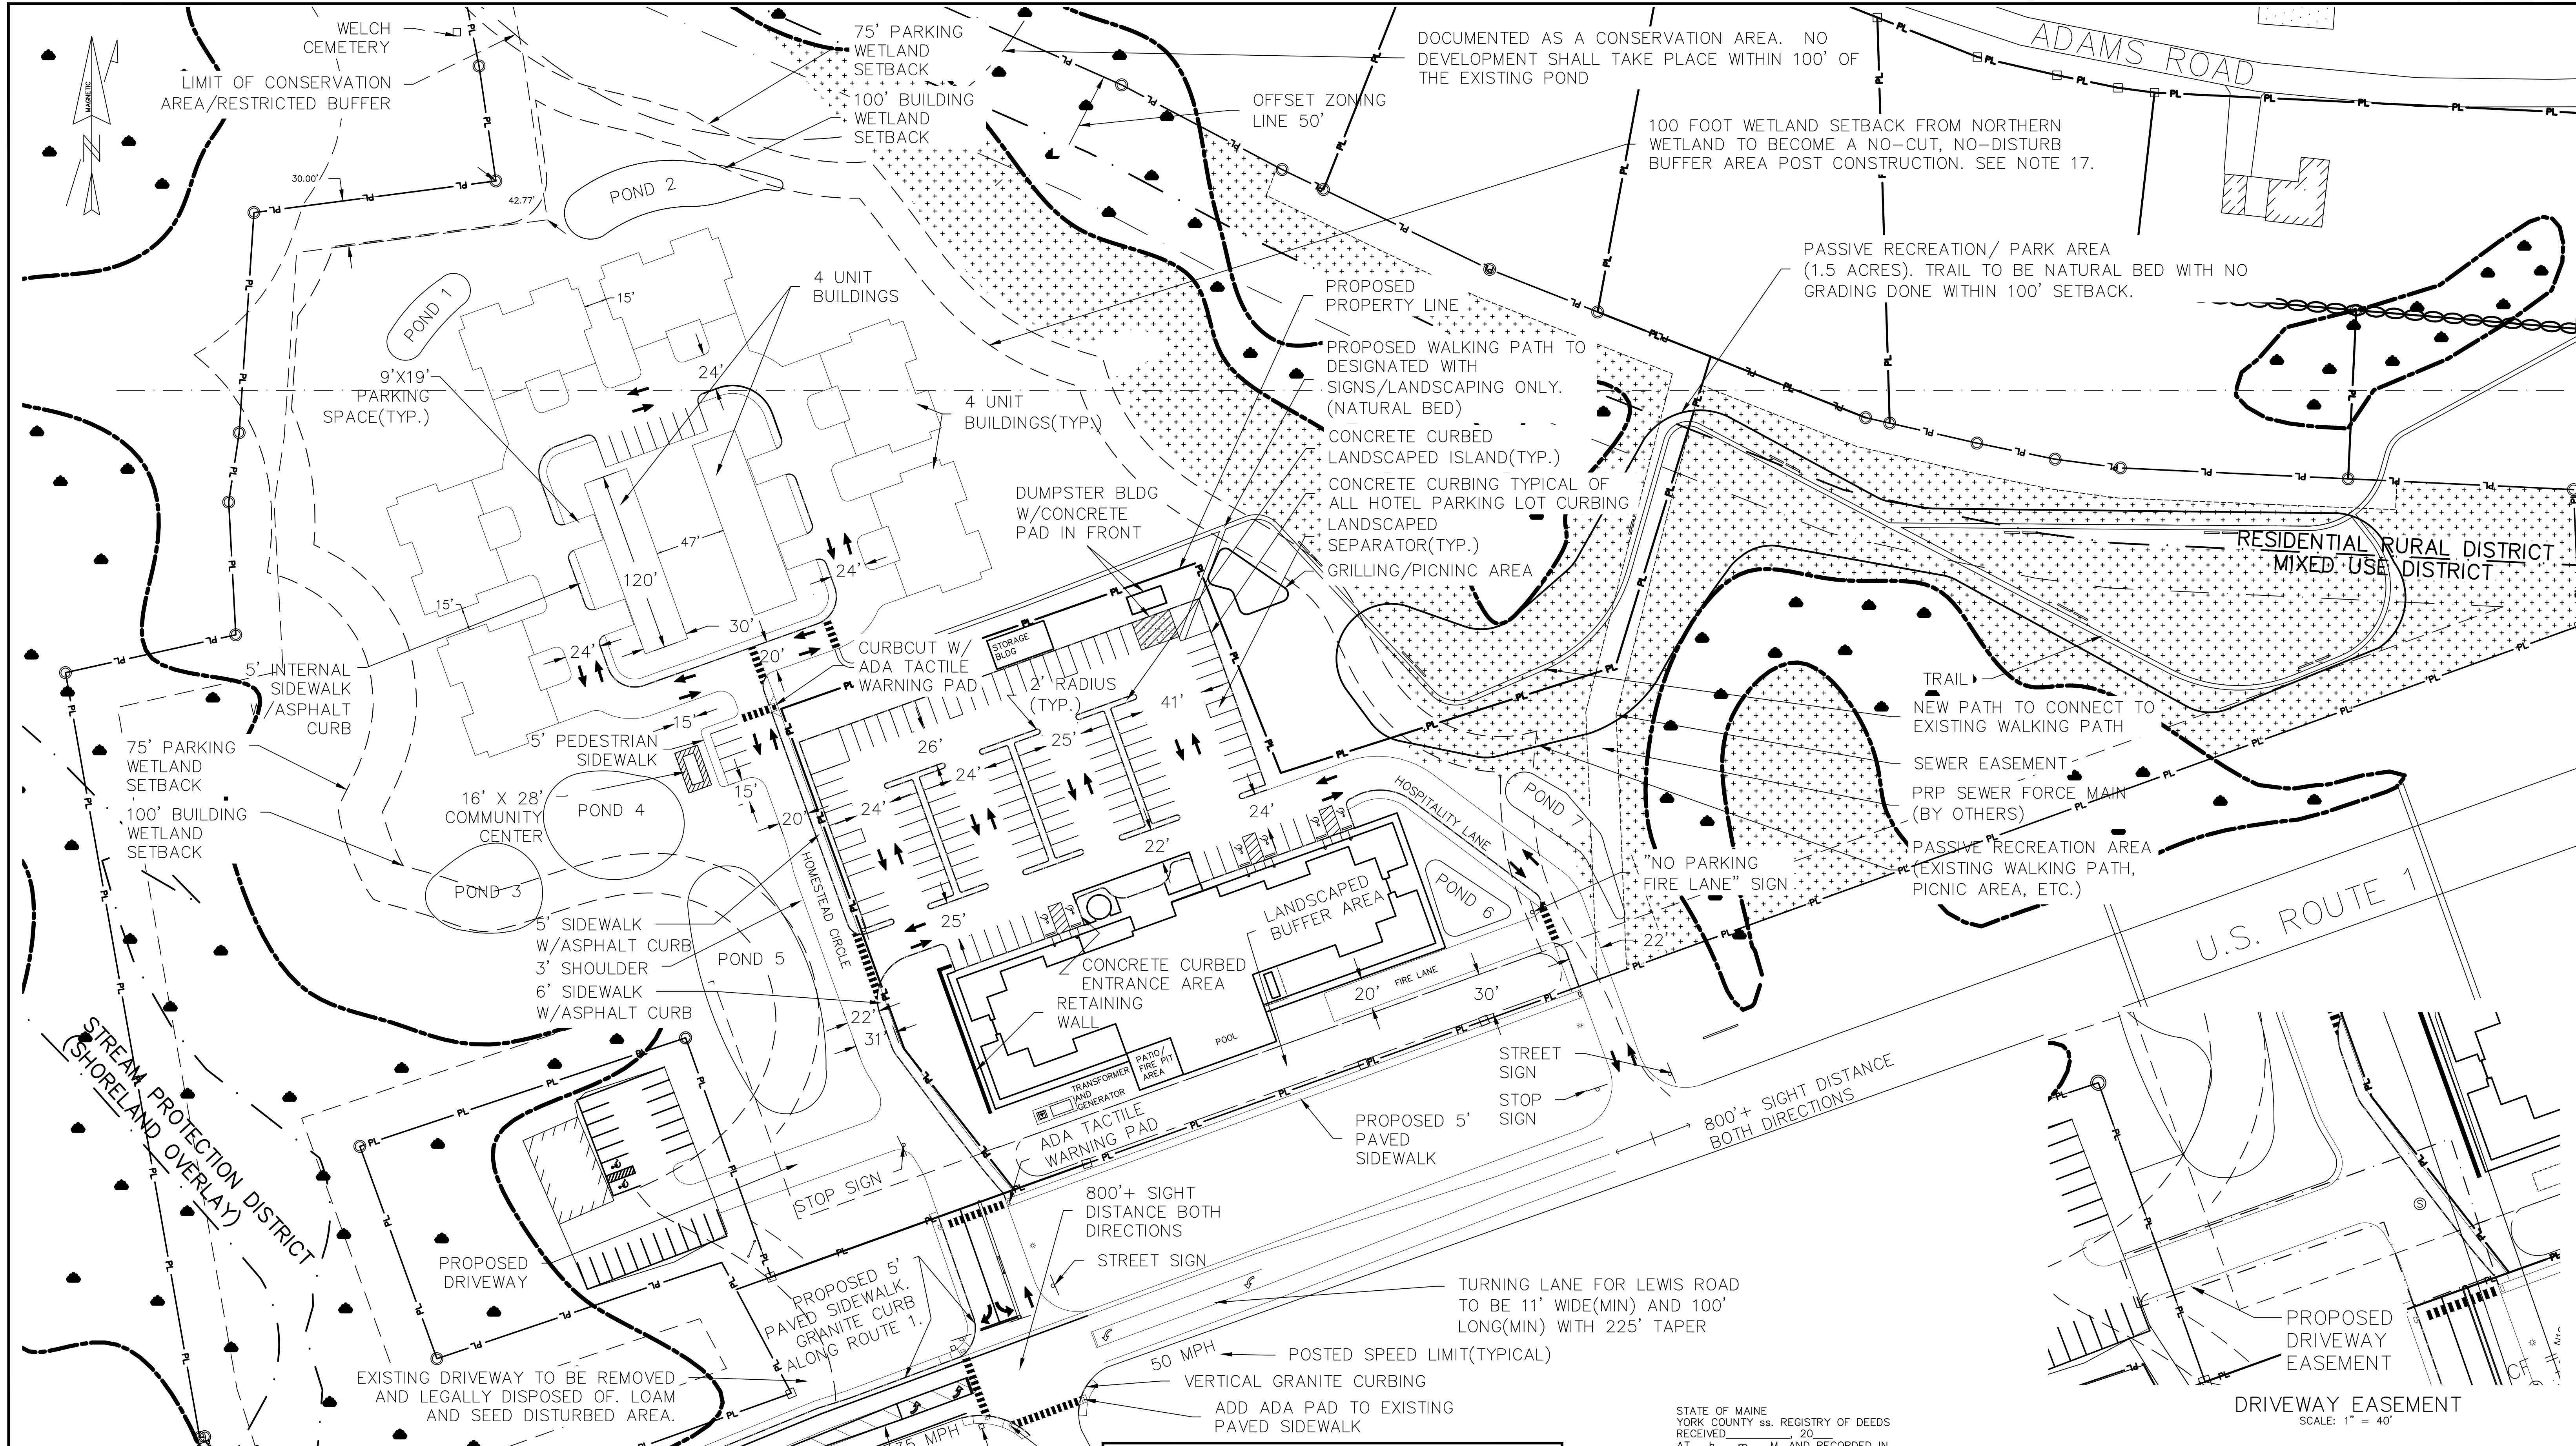 WELCH
CEMETERY
LIMIT OF CONSERVATION
AREA/RESTRICTED BUFFER
MAGNETIC
N
75' PARKING
WETLAND
SETBACK
100' BUILDING
WETLAND
SETBACK
DOCUMENTED AS A CONSERVATION AREA. NO
DEVELOPMENT SHALL TAKE PLACE WITHIN 100' OF
THE EXISTING POND
OFFSET ZONING
LINE 50'
ADAMS ROAD
100 FOOT WETLAND SETBACK FROM NORTHERN
WETLAND TO BECOME A NO-CUT, NO-DISTURB
BUFFER AREA POST CONSTRUCTION. SEE NOTE 17.
PASSIVE RECREATION/ PARK AREA
(1.5 ACRES). TRAIL TO BE NATURAL BED WITH NO
GRADING DONE WITHIN 100' SETBACK.
30.00'
42.77'
POND 2
POND 1
15'
4 UNIT
BUILDINGS
24'
9'X19'
PARKING
SPACE(TYP.)
4 UNIT
BUILDINGS(TYP.)
PROPOSED
PROPERTY LINE
PROPOSED WALKING PATH TO
DESIGNATED WITH
SIGNS/LANDSCAPING ONLY.
(NATURAL BED)
CONCRETE CURBED
LANDSCAPED ISLAND(TYP.)
CONCRETE CURBING TYPICAL OF
ALL HOTEL PARKING LOT CURBING
LANDSCAPED
SEPARATOR(TYP.)
GRILLING/PICNINC AREA
DUMPSTER BLDG
W/CONCRETE
PAD IN FRONT
RESIDENTIAL RURAL DISTRICT
MIXED USE DISTRICT
47'
120'
24'
15'
30'
24'
20'
5' INTERNAL
SIDEWALK
W/ASPHALT
CURB
CURBCUT W/
ADA TACTILE
WARNING PAD
STORAGE
BLDG
2' RADIUS
(TYP.)
41'
26'
25'
24'
24'
24'
22'
25'
15'
15'
20'
5' PEDESTRIAN
SIDEWALK
75' PARKING
WETLAND
SETBACK
100' BUILDING
WETLAND
SETBACK
16' X 28'
COMMUNITY
CENTER
POND 4
POND 3
POND 5
HOMESTEAD CIRCLE
5' SIDEWALK
W/ASPHALT CURB
3' SHOULDER
6' SIDEWALK
W/ASPHALT CURB
22'
31'
HOSPITALITY LANE
POND 7
POND 6
LANDSCAPED
BUFFER AREA
CONCRETE CURBED
ENTRANCE AREA
RETAINING
WALL
FIRE LANE
20'
30'
22'
POOL
PATIO/
FIRE PIT
AREA
TRANSFORMER
AND
GENERATOR
ADA TACTILE
WARNING PAD
"NO PARKING
FIRE LANE" SIGN
TRAIL
NEW PATH TO CONNECT TO
EXISTING WALKING PATH
SEWER EASEMENT
PRP SEWER FORCE MAIN
(BY OTHERS)
PASSIVE RECREATION AREA
(EXISTING WALKING PATH,
PICNIC AREA, ETC.)
U.S. ROUTE 1
STREET
SIGN
STOP
SIGN
PROPOSED 5'
PAVED
SIDEWALK
800'+ SIGHT DISTANCE
BOTH DIRECTIONS
STREAM PROTECTION DISTRICT
(SHORELAND OVERLAY)
STOP SIGN
PROPOSED
DRIVEWAY
800'+ SIGHT
DISTANCE BOTH
DIRECTIONS
STREET SIGN
PROPOSED 5'
PAVED SIDEWALK.
GRANITE CURB
ALONG ROUTE 1.
TURNING LANE FOR LEWIS ROAD
TO BE 11' WIDE(MIN) AND 100'
LONG(MIN) WITH 225' TAPER
50 MPH
POSTED SPEED LIMIT(TYPICAL)
VERTICAL GRANITE CURBING
ADD ADA PAD TO EXISTING
PAVED SIDEWALK
EXISTING DRIVEWAY TO BE REMOVED
AND LEGALLY DISPOSED OF. LOAM
AND SEED DISTURBED AREA.
35 MPH
STATE OF MAINE
YORK COUNTY ss. REGISTRY OF DEEDS
RECEIVED__________, 20___
AT__h__m__M, AND RECORDED IN
PROPOSED
DRIVEWAY
EASEMENT
DRIVEWAY EASEMENT
SCALE: 1" = 40'